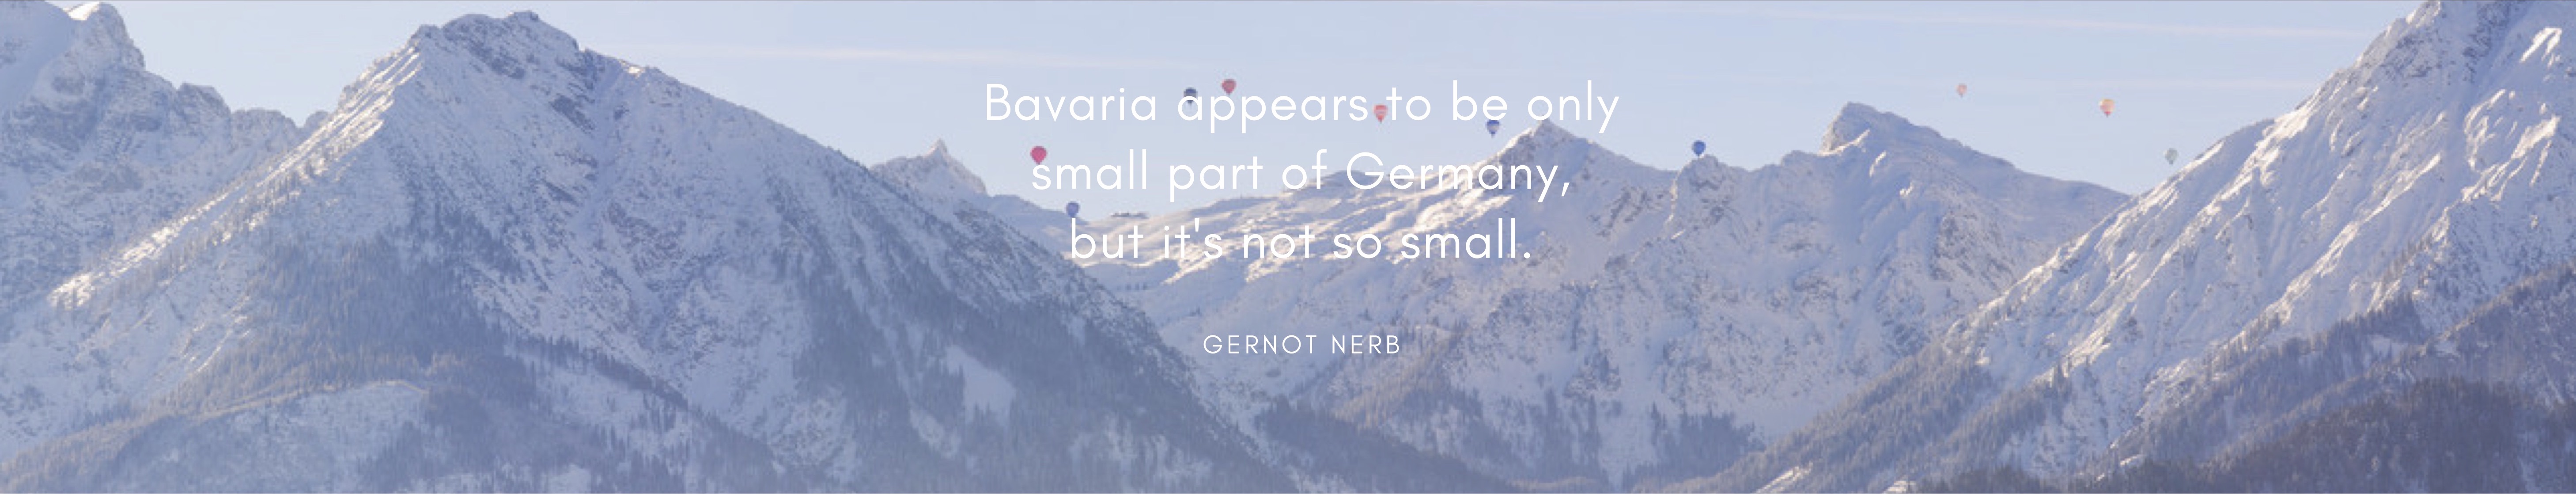 Bavaria appears to be only
small part of Germany,
but it's not so small.
GERNOT NERB